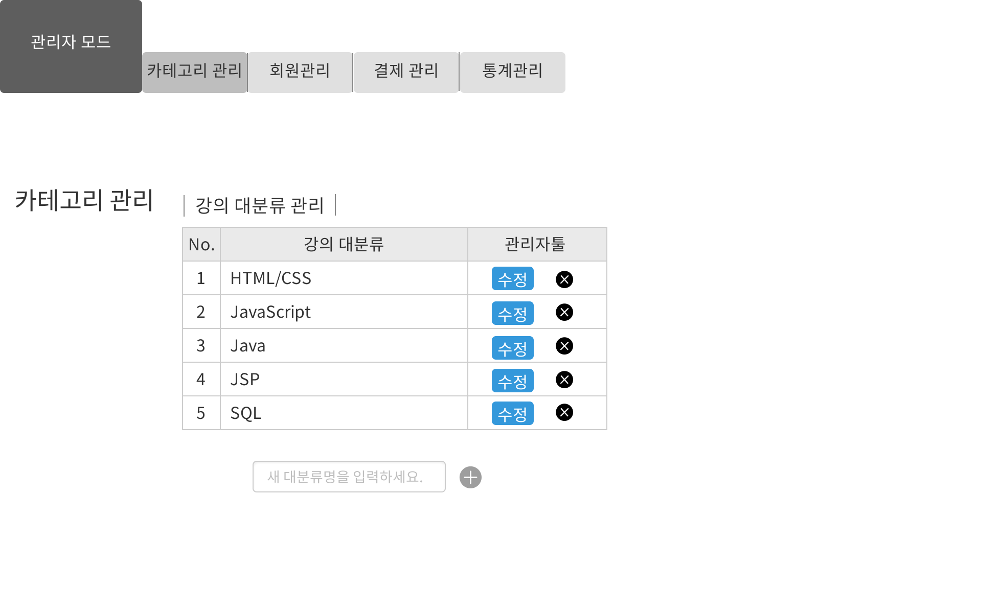 관리자 모드
카테고리 관리 회원관리 결제 관리 통계관리
카테고리 관리 강의 대분류 관리
No. 강의 대분류 관리자툴
1 HTML/CSS 수정
2 JavaScript 수정
3 Java 수정
4 JSP 수정
5 SQL 수정
새 대분류명을 입력하세요.